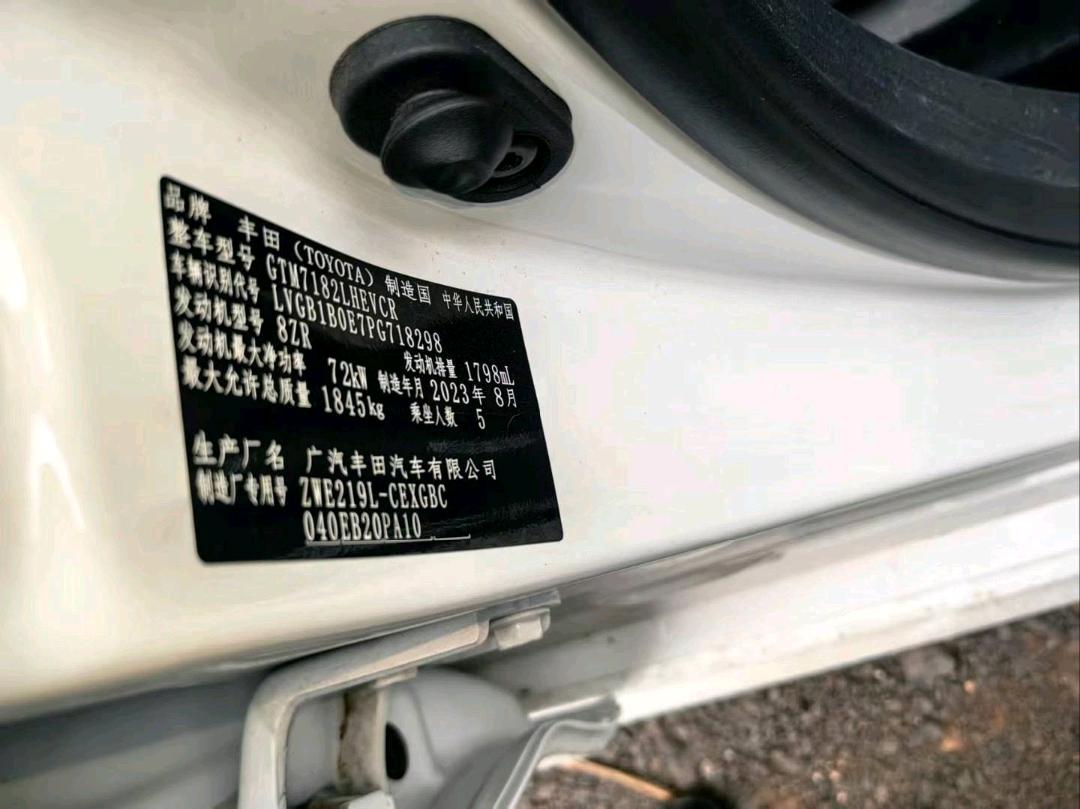 品牌 丰田 (TOYOTA) 制造国 中华人民共和国
整车型号 GTM7182LHEVCR
车辆识别代号 LVGB1B0E7PG718298
发动机型号 8ZR 发动机排量 1798mL
发动机最大净功率 72kW 制造年月 2023年 8月
最大允许总质量 1845kg 乘坐人数 5
生产厂名 广汽丰田汽车有限公司
制造厂专用号 ZWE219L-CEXGBC
040EB20PA10